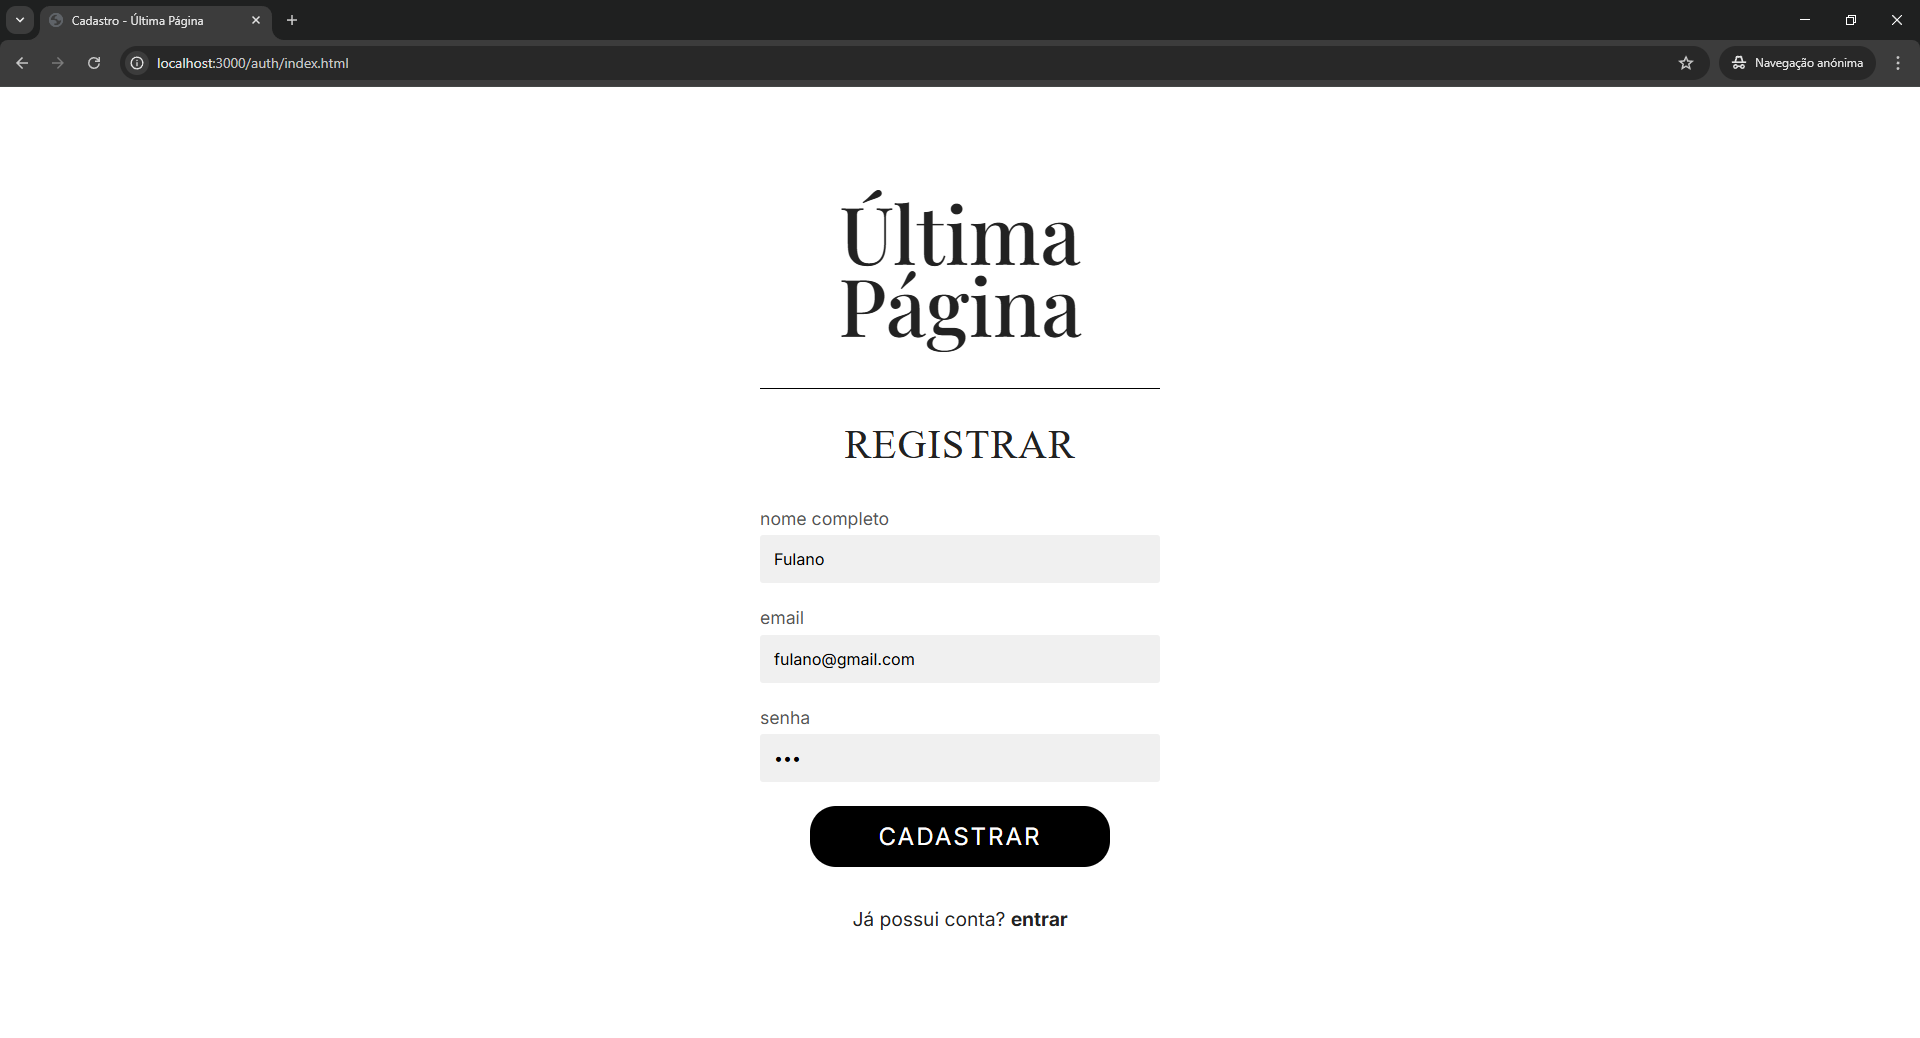 Cadastro - Última Página
localhost:3000/auth/index.html
Navegação anónima
Última
Página
REGISTRAR
nome completo
Fulano
email
fulano@gmail.com
senha
•••
CADASTRAR
Já possui conta? entrar